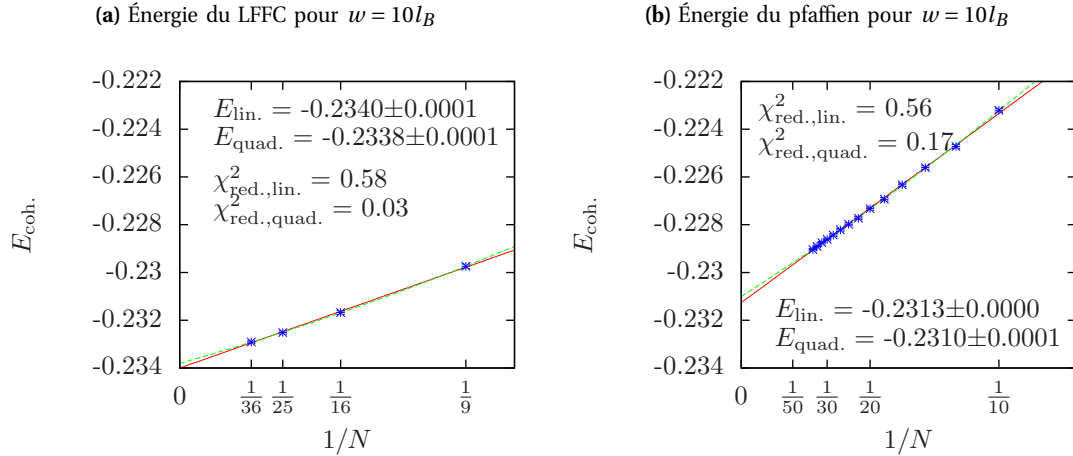 (a) Énergie du LFFC pour w = 10l_B
-0.222
-0.224
-0.226
-0.228
-0.23
-0.232
-0.234
E_coh.
E_lin. = -0.2340±0.0001
E_quad. = -0.2338±0.0001
χ²_red.,lin. = 0.58
χ²_red.,quad. = 0.03
0 1/36 1/25 1/16 1/9
1/N
(b) Énergie du pfaffien pour w = 10l_B
-0.222
-0.224
-0.226
-0.228
-0.23
-0.232
-0.234
E_coh.
χ²_red.,lin. = 0.56
χ²_red.,quad. = 0.17
E_lin. = -0.2313±0.0000
E_quad. = -0.2310±0.0001
0 1/50 1/30 1/20 1/10
1/N